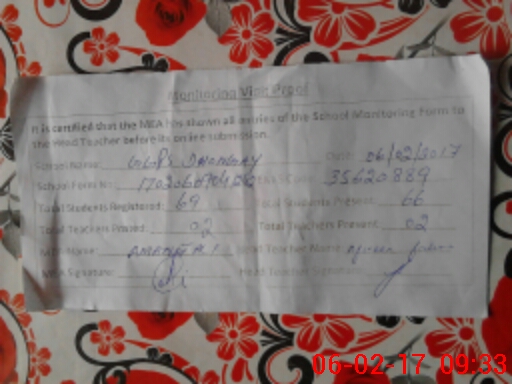 Monitoring Visit Proof
It is certified that the MEA has shown all entries of the School Monitoring Form to
the Head Teacher before its online submission.
School Name: GGPS Date: 06/02/2017
School Form No: EMIS Code: 35620889
Total Students Registered: 69 Total Students Present: 66
Total Teachers Posted: 02 Total Teachers Present: 02
MEA Name: Head Teacher Name:
MEA Signature: Head Teacher Signature:
06-02-17 09:33